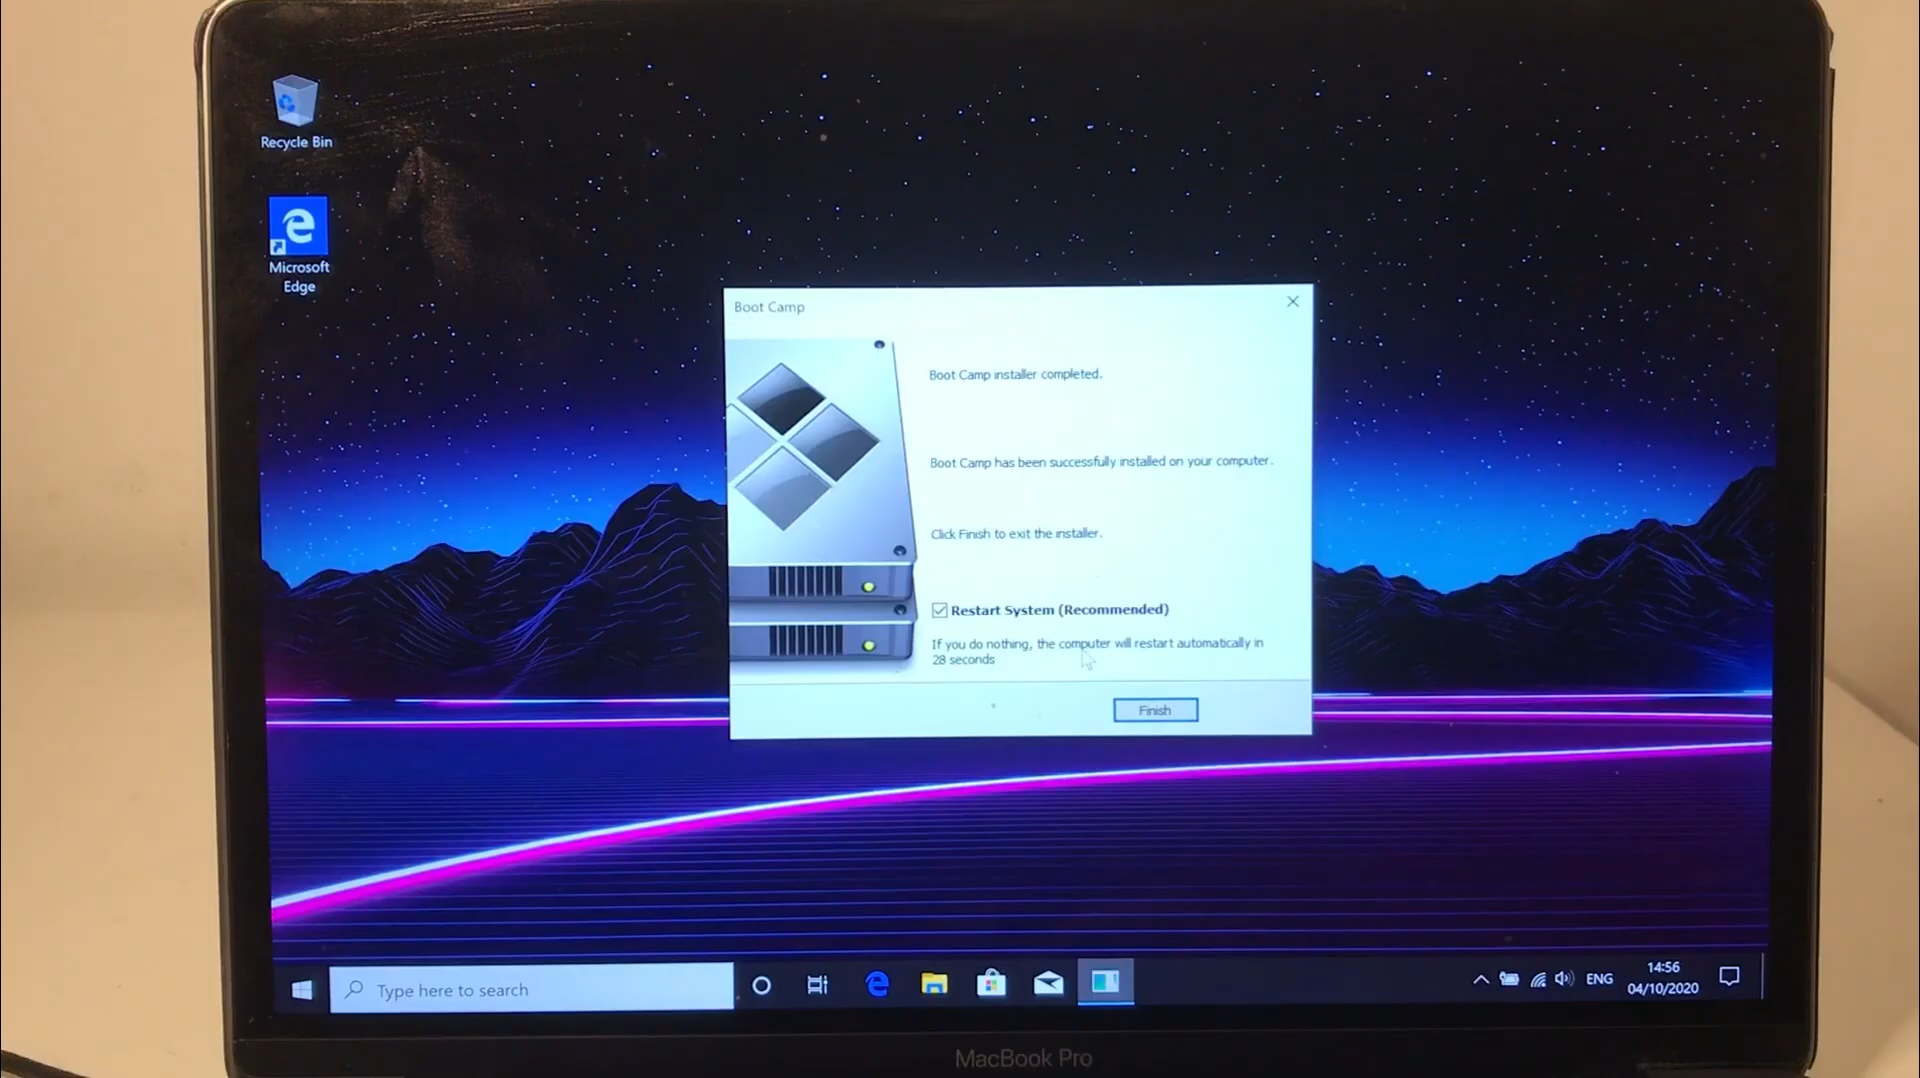 Recycle Bin
Microsoft
Edge
Boot Camp
Boot Camp installer completed.
Boot Camp has been successfully installed on your computer.
Click Finish to exit the installer.
Restart System (Recommended)
If you do nothing, the computer will restart automatically in
28 seconds
Finish
Type here to search
ENG
14:56
04/10/2020
MacBook Pro